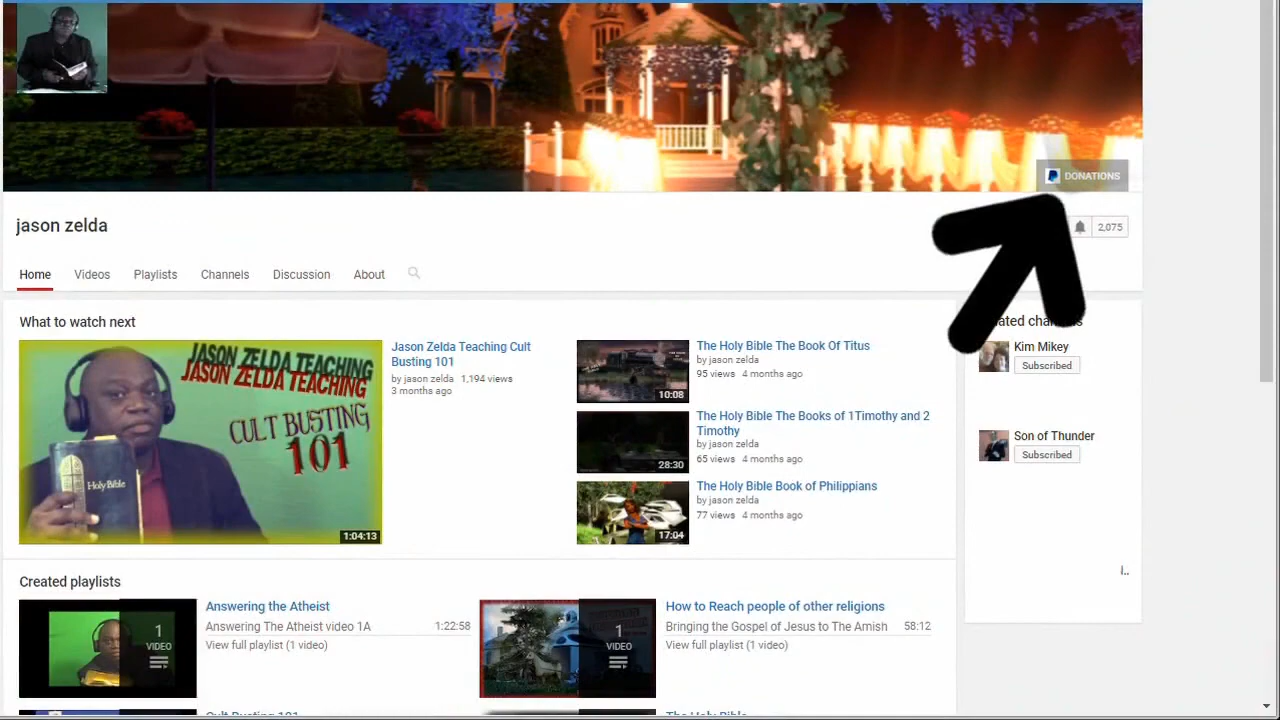 DONATIONS
jason zelda
2,075
Home Videos Playlists Channels Discussion About
What to watch next
JASON ZELDA TEACHING
JASON ZELDA TEACHING
CULT BUSTING
101
Holy Bible
1:04:13
Jason Zelda Teaching Cult
Busting 101
by jason zelda 1,194 views
3 months ago
10:08
The Holy Bible The Book Of Titus
by jason zelda
95 views 4 months ago
28:30
The Holy Bible The Books of 1Timothy and 2
Timothy
by jason zelda
65 views 4 months ago
17:04
The Holy Bible Book of Philippians
by jason zelda
77 views 4 months ago
Kim Mikey
Subscribed
Son of Thunder
Subscribed
Created playlists
1
VIDEO
Answering the Atheist
Answering The Atheist video 1A 1:22:58
View full playlist (1 video)
1
VIDEO
How to Reach people of other religions
Bringing the Gospel of Jesus to The Amish 58:12
View full playlist (1 video)
Cult Busting 101
The Holy Bible